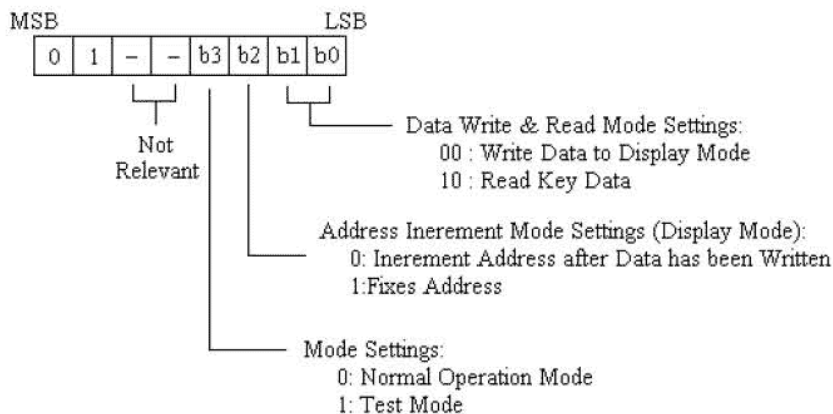 MSB LSB
0 1 – – b3 b2 b1 b0
Data Write & Read Mode Settings:
00 : Write Data to Display Mode
10 : Read Key Data
Not
Relevant
Address Inerement Mode Settings (Display Mode):
0: Inerement Address after Data has been Written
1:Fixes Address
Mode Settings:
0: Normal Operation Mode
1: Test Mode